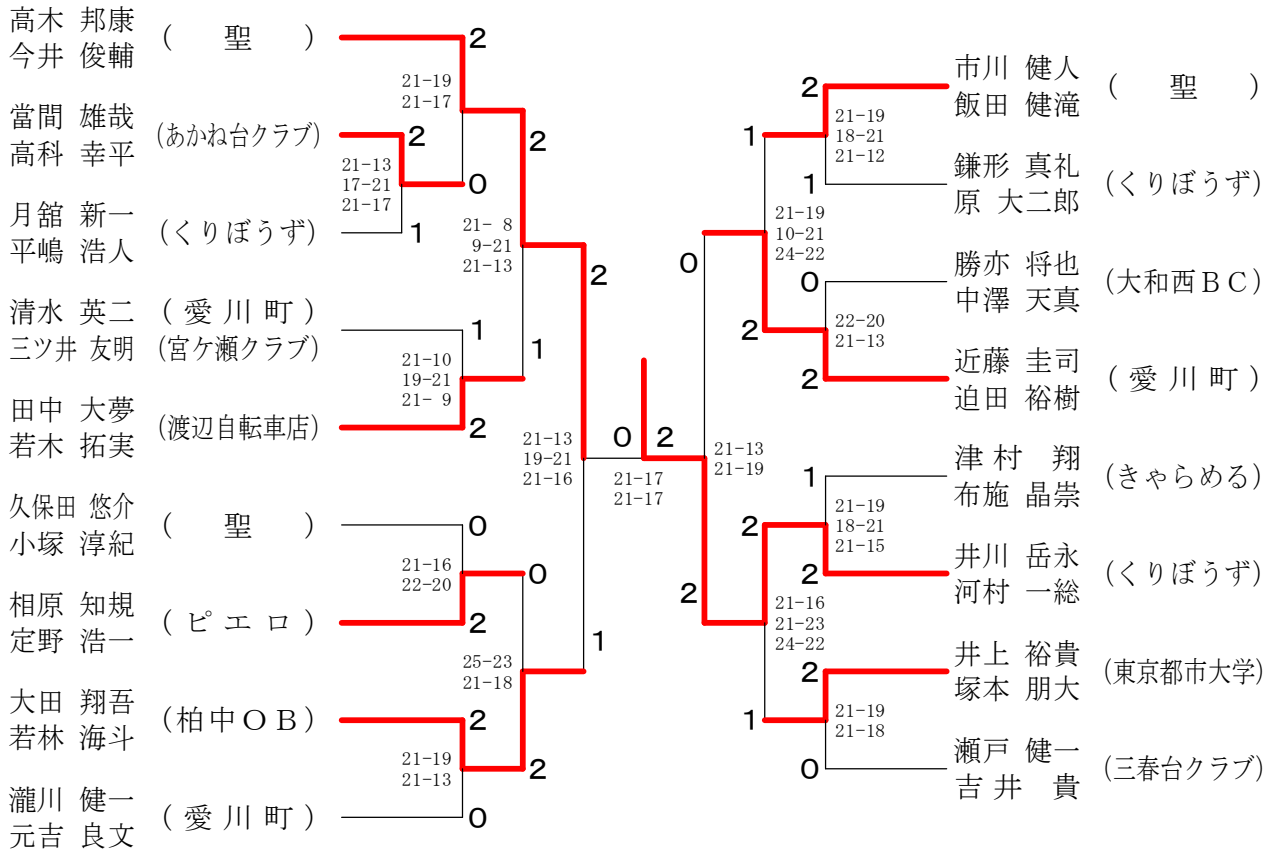 高木 邦康
今井 俊輔
( 聖 )
2
21-19
21-17
當間 雄哉
高科 幸平
(あかね台クラブ)
2
0
2
21-13
17-21
21-17
月舘 新一
平嶋 浩人
(くりぼうず)
1
21- 8
9-21
21-13
2
清水 英二 (愛川町)
三ツ井 友明 (宮ケ瀬クラブ)
1
1
21-10
19-21
21- 9
田中 大夢
若木 拓実
(渡辺自転車店)
2
21-13
19-21
21-16
久保田 悠介
小塚 淳紀
( 聖 )
0
21-16
22-20
0
相原 知規
定野 浩一
(ピエロ)
2
1
25-23
21-18
大田 翔吾
若林 海斗
(柏中OB)
2
21-19
21-13
2
瀧川 健一
元吉 良文
(愛川町)
0
0
2
21-17
21-17
市川 健人
飯田 健滝
( 聖 )
2
1
21-19
18-21
21-12
鎌形 真礼
原 大二郎
(くりぼうず)
1
21-19
10-21
24-22
0
勝亦 将也
中澤 天真
(大和西BC)
0
22-20
21-13
2
近藤 圭司
迫田 裕樹
(愛川町)
2
21-13
21-19
津村 翔
布施 晶崇
(きゃらめる)
1
21-19
18-21
21-15
2
井川 岳永
河村 一総
(くりぼうず)
2
2
21-16
21-23
24-22
井上 裕貴
塚本 朋大
(東京都市大学)
2
21-19
21-18
1
瀬戸 健一
吉井 貴
(三春台クラブ)
0